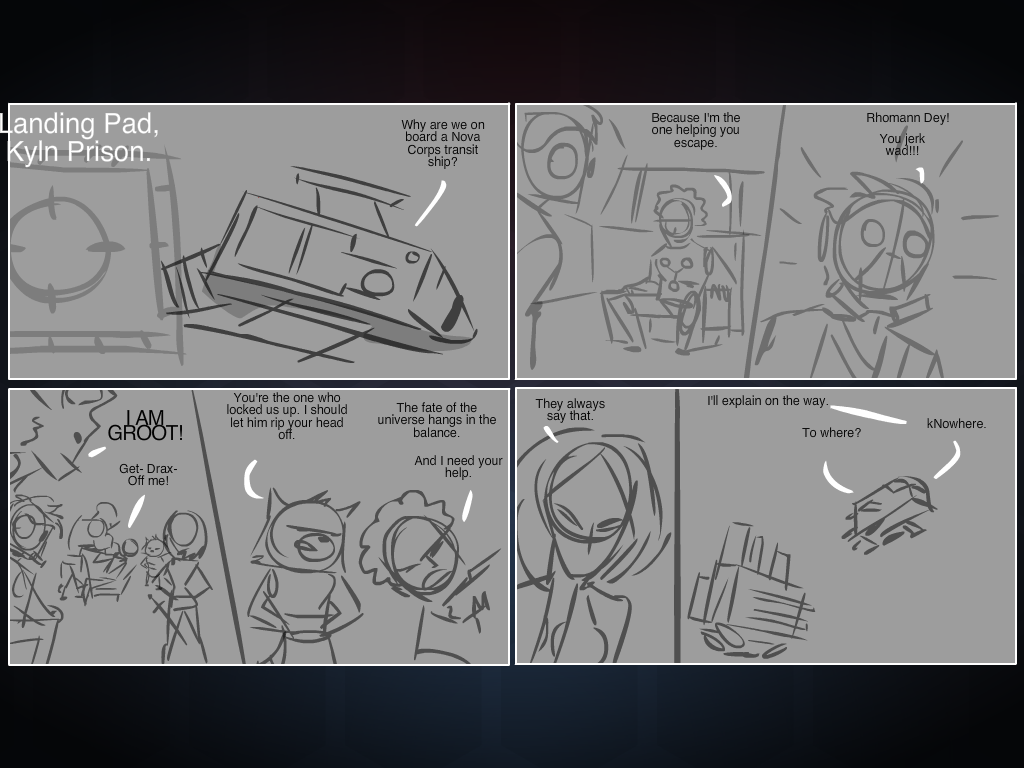 Landing Pad,
Kyln Prison.
Why are we on
board a Nova
Corps transit
ship?
Because I'm the
one helping you
escape.
Rhomann Dey!
You jerk
wad!!!
I AM
GROOT!
Get- Drax-
Off me!
You're the one who
locked us up. I should
let him rip your head
off.
The fate of the
universe hangs in the
balance.
And I need your
help.
They always
say that.
I'll explain on the way.
To where?
kNowhere.